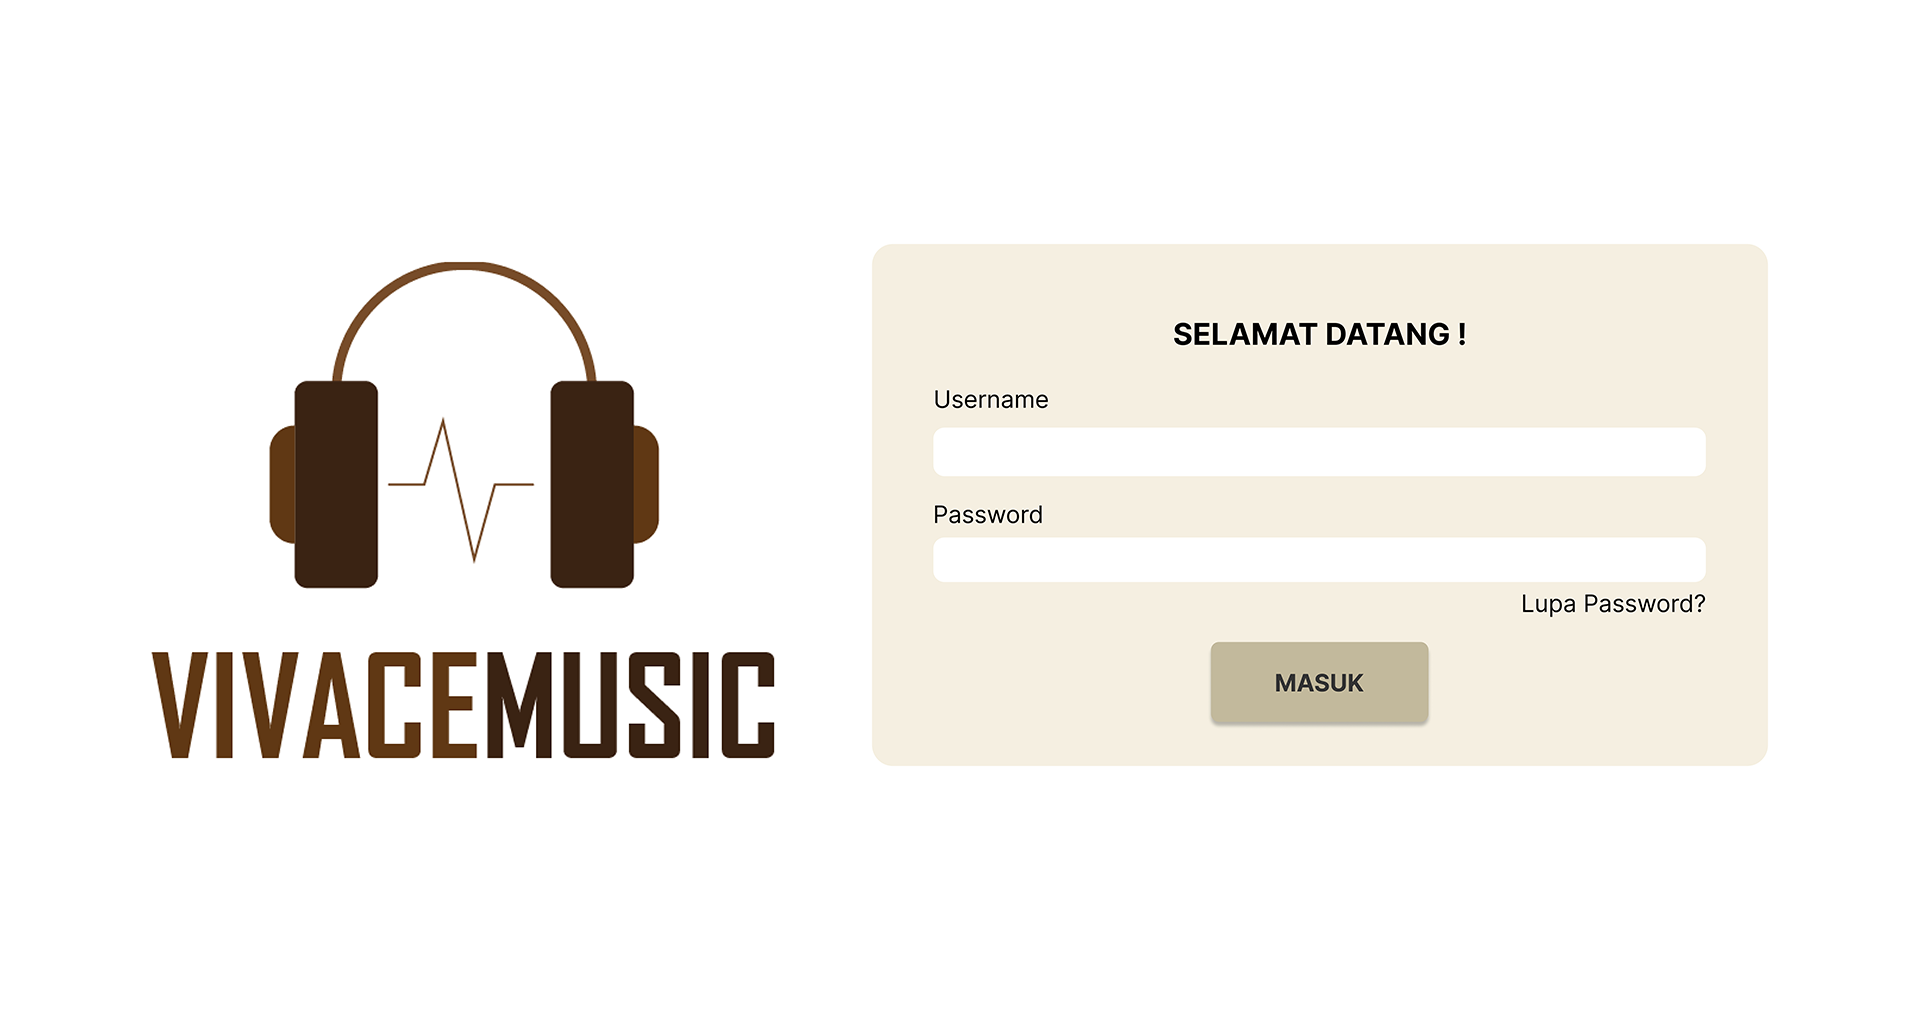 VIVACEMUSIC
SELAMAT DATANG !
Username
Password
Lupa Password?
MASUK